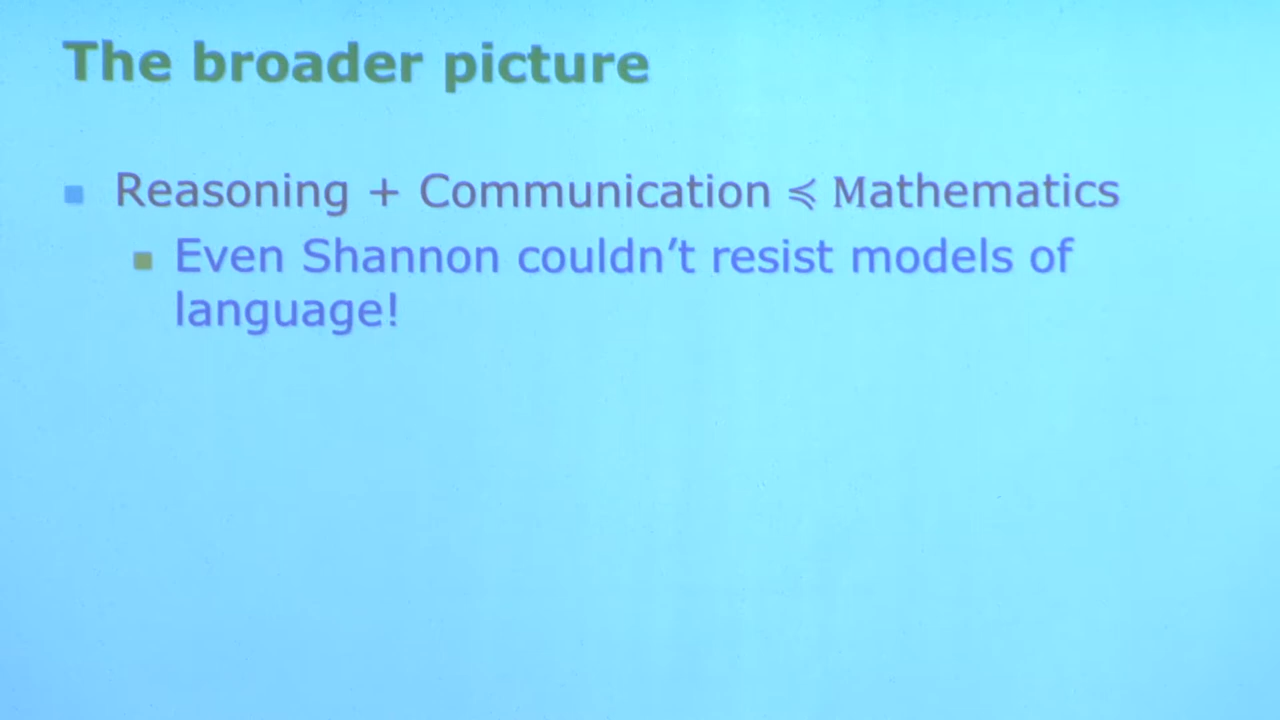 The broader picture
Reasoning + Communication ≼ Mathematics
Even Shannon couldn’t resist models of
language!